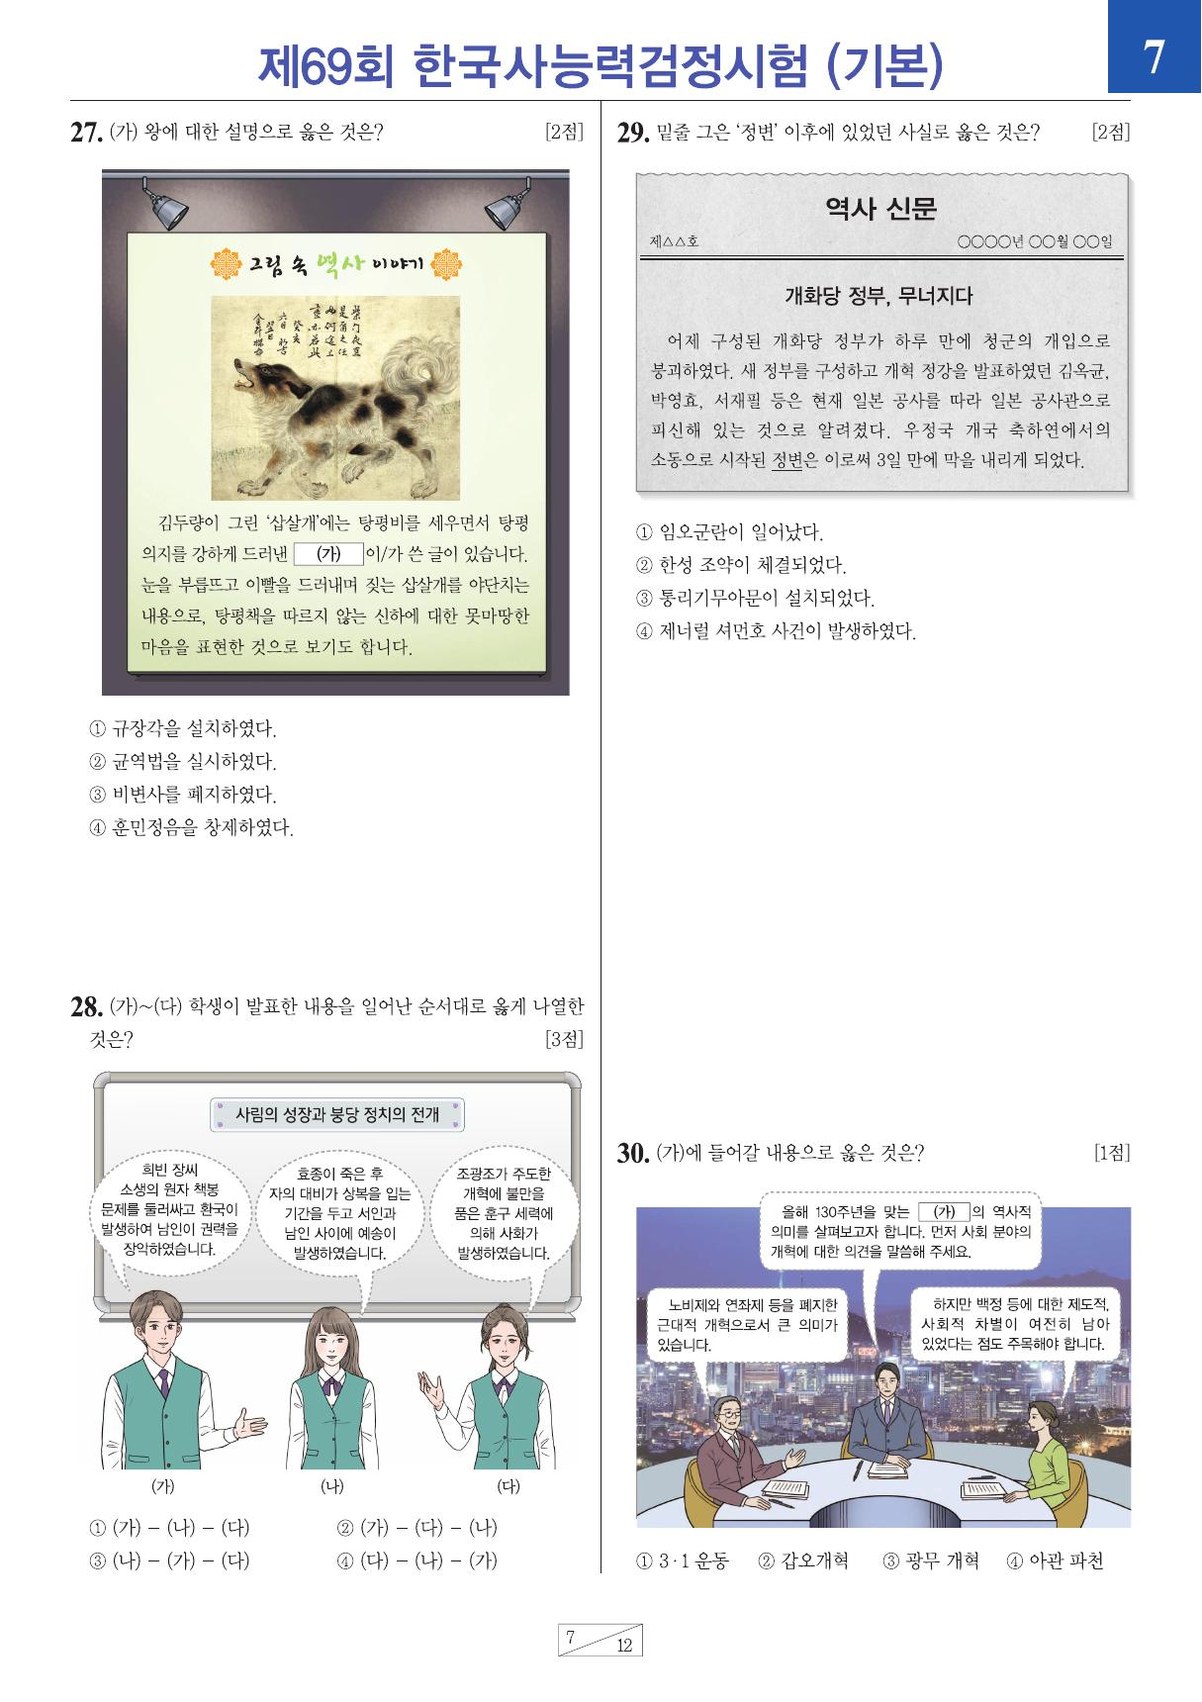 제69회 한국사능력검정시험 (기본)
7
27. (가) 왕에 대한 설명으로 옳은 것은? [2점]
그림 속 역사 이야기
김두량이 그린 ‘삽살개’에는 탕평비를 세우면서 탕평
의지를 강하게 드러낸 (가) 이/가 쓴 글이 있습니다.
눈을 부릅뜨고 이빨을 드러내며 짖는 삽살개를 야단치는
내용으로, 탕평책을 따르지 않는 신하에 대한 못마땅한
마음을 표현한 것으로 보기도 합니다.
① 규장각을 설치하였다.
② 균역법을 실시하였다.
③ 비변사를 폐지하였다.
④ 훈민정음을 창제하였다.
28. (가)~(다) 학생이 발표한 내용을 일어난 순서대로 옳게 나열한
것은? [3점]
사림의 성장과 붕당 정치의 전개
희빈 장씨
소생의 원자 책봉
문제를 둘러싸고 환국이
발생하여 남인이 권력을
장악하였습니다.
효종이 죽은 후
자의 대비가 상복을 입는
기간을 두고 서인과
남인 사이에 예송이
발생하였습니다.
조광조가 주도한
개혁에 불만을
품은 훈구 세력에
의해 사화가
발생하였습니다.
(가) (나) (다)
① (가) - (나) - (다) ② (가) - (다) - (나)
③ (나) - (가) - (다) ④ (다) - (나) - (가)
29. 밑줄 그은 ‘정변’ 이후에 있었던 사실로 옳은 것은? [2점]
역사 신문
제△△호 ○○○○년 ○○월 ○○일
개화당 정부, 무너지다
어제 구성된 개화당 정부가 하루 만에 청군의 개입으로
붕괴하였다. 새 정부를 구성하고 개혁 정강을 발표하였던 김옥균,
박영효, 서재필 등은 현재 일본 공사를 따라 일본 공사관으로
피신해 있는 것으로 알려졌다. 우정국 개국 축하연에서의
소동으로 시작된 정변은 이로써 3일 만에 막을 내리게 되었다.
① 임오군란이 일어났다.
② 한성 조약이 체결되었다.
③ 통리기무아문이 설치되었다.
④ 제너럴 셔먼호 사건이 발생하였다.
30. (가)에 들어갈 내용으로 옳은 것은? [1점]
올해 130주년을 맞는 (가) 의 역사적
의미를 살펴보고자 합니다. 먼저 사회 분야의
개혁에 대한 의견을 말씀해 주세요.
노비제와 연좌제 등을 폐지한
근대적 개혁으로서 큰 의미가
있습니다.
하지만 백정 등에 대한 제도적,
사회적 차별이 여전히 남아
있었다는 점도 주목해야 합니다.
① 3·1 운동 ② 갑오개혁 ③ 광무 개혁 ④ 아관 파천
7
12